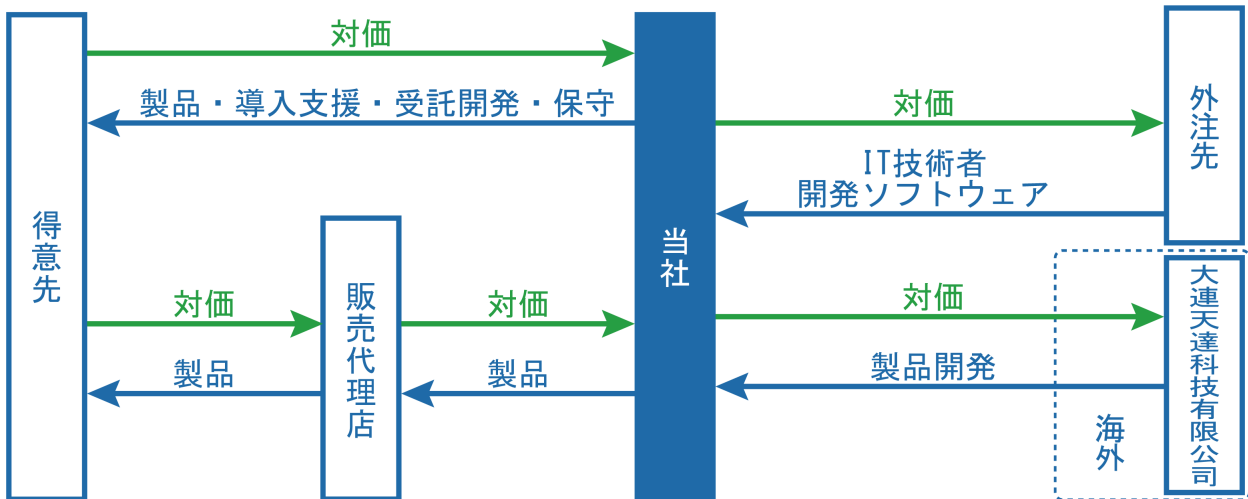 得意先
対価
製品・導入支援・受託開発・保守
対価
製品
販売代理店
対価
製品
当社
対価
IT技術者
開発ソフトウェア
外注先
対価
製品開発
海外
大連天達科技有限公司